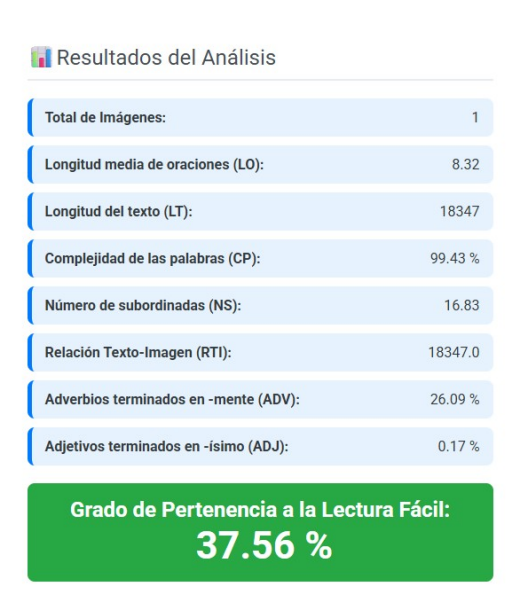 Resultados del Análisis
Total de Imágenes: 1
Longitud media de oraciones (LO): 8.32
Longitud del texto (LT): 18347
Complejidad de las palabras (CP): 99.43 %
Número de subordinadas (NS): 16.83
Relación Texto-Imagen (RTI): 18347.0
Adverbios terminados en -mente (ADV): 26.09 %
Adjetivos terminados en -ísimo (ADJ): 0.17 %
Grado de Pertenencia a la Lectura Fácil:
37.56 %